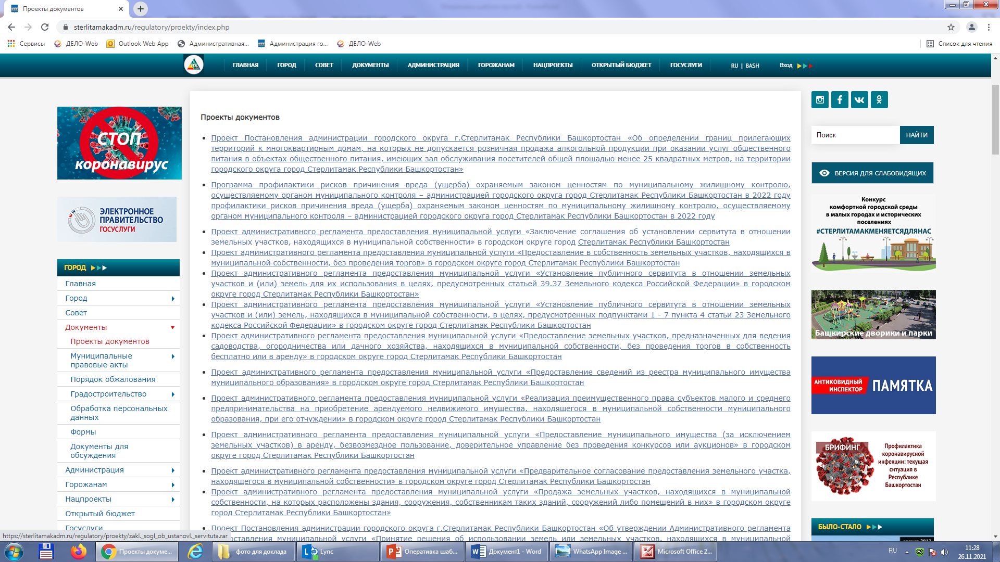 Проекты документов
sterlitamakadm.ru/regulatory/proekty/index.php
Сервисы
ДЕЛО-Web
Outlook Web App
Административная...
Администрация го...
ДЕЛО-Web
Список для чтения
ГЛАВНАЯ
ГОРОД
СОВЕТ
ДОКУМЕНТЫ
АДМИНИСТРАЦИЯ
ГОРОЖАНАМ
НАЦПРОЕКТЫ
ОТКРЫТЫЙ БЮДЖЕТ
ГОСУСЛУГИ
RU | BASH
Вход
СТОП
коронавирус
ЭЛЕКТРОННОЕ
ПРАВИТЕЛЬСТВО
ГОСУСЛУГИ
ГОРОД
Главная
Город
Совет
Документы
Проекты документов
Муниципальные
правовые акты
Порядок обжалования
Градостроительство
Обработка персональных
данных
Формы
Документы для
обсуждения
Администрация
Горожанам
Нацпроекты
Открытый бюджет
Госуслуги
Проекты документов
Проект Постановления администрации городского округа г.Стерлитамак Республики Башкортостан «Об определении границ прилегающих
территорий к многоквартирным домам, на которых не допускается розничная продажа алкогольной продукции при оказании услуг общественного
питания в объектах общественного питания, имеющих зал обслуживания посетителей общей площадью менее 25 квадратных метров, на территории
городского округа город Стерлитамак Республики Башкортостан»
Программа профилактики рисков причинения вреда (ущерба) охраняемым законом ценностям по муниципальному жилищному контролю,
осуществляемому органом муниципального контроля – администрацией городского округа город Стерлитамак Республики Башкортостан в 2022 году
профилактики рисков причинения вреда (ущерба) охраняемым законом ценностям по муниципальному жилищному контролю, осуществляемому
органом муниципального контроля – администрацией городского округа город Стерлитамак Республики Башкортостан в 2022 году
Проект административного регламента предоставления муниципальной услуги «Заключение соглашения об установлении сервитута в отношении
земельных участков, находящихся в муниципальной собственности» в городском округе город Стерлитамак Республики Башкортостан
Проект административного регламента предоставления муниципальной услуги «Предоставление в собственность земельных участков, находящихся в
муниципальной собственности, без проведения торгов» в городском округе город Стерлитамак Республики Башкортостан
Проект административного регламента предоставления муниципальной услуги «Установление публичного сервитута в отношении земельных
участков и (или) земель для их использования в целях, предусмотренных статьей 39.37 Земельного кодекса Российской Федерации» в городском
округе город Стерлитамак Республики Башкортостан»
Проект административного регламента предоставления муниципальной услуги «Установление публичного сервитута в отношении земельных
участков и (или) земель, находящихся в муниципальной собственности, в целях, предусмотренных подпунктами 1 - 7 пункта 4 статьи 23 Земельного
кодекса Российской Федерации» в городском округе город Стерлитамак Республики Башкортостан
Проект административного регламента предоставления муниципальной услуги «Предоставление земельных участков, предназначенных для ведения
садоводства, огородничества или дачного хозяйства, находящихся в муниципальной собственности, без проведения торгов в собственность
бесплатно или в аренду» в городском округе город Стерлитамак Республики Башкортостан
Проект административного регламента предоставления муниципальной услуги «Предоставление сведений из реестра муниципального имущества
муниципального образования» в городском округе город Стерлитамак Республики Башкортостан
Проект административного регламента предоставления муниципальной услуги «Реализация преимущественного права субъектов малого и среднего
предпринимательства на приобретение арендуемого недвижимого имущества, находящегося в муниципальной собственности муниципального
образования, при его отчуждении» в городском округе город Стерлитамак Республики Башкортостан
Проект административного регламента предоставления муниципальной услуги «Предоставление муниципального имущества (за исключением
земельных участков) в аренду, безвозмездное пользование, доверительное управление без проведения конкурсов или аукционов» в городском
округе город Стерлитамак Республики Башкортостан
Проект административного регламента предоставления муниципальной услуги «Предварительное согласование предоставления земельного участка,
находящегося в муниципальной собственности» в городском округе город Стерлитамак Республики Башкортостан
Проект административного регламента предоставления муниципальной услуги «Продажа земельных участков, находящихся в муниципальной
собственности, на которых расположены здания, сооружения, собственникам таких зданий, сооружений либо помещений в них» в городском округе
город Стерлитамак Республики Башкортостан»
Проект Постановления администрации городского округа г.Стерлитамак Республики Башкортостан «Об утверждении Административного регламента
оставления муниципальной услуги «Принятие решения об использовании земель или земельных участков, находящихся в муниципальной
Поиск
НАЙТИ
ВЕРСИЯ ДЛЯ СЛАБОВИДЯЩИХ
Конкурс
комфортной городской среды
в малых городах и исторических
поселениях
#СТЕРЛИТАМАКМЕНЯЕТСЯДЛЯНАС
Башкирские дворики и парки
АНТИКОВИДНЫЙ
ИНСПЕКТОР
ПАМЯТКА
БРИФИНГ
Профилактика
коронавирусной
инфекции: текущая
ситуация в
Республике
Башкортостан
БЫЛО-СТАЛО
https://sterlitamakadm.ru/regulatory/proekty/zakl._sogl_ob_ustanovl._servituta.rar
Проекты докуме...
фото для доклада
Lync
Оперативка шаб...
Документ1 - Word
WhatsApp Image ...
Microsoft Office 2...
RU
11:28
26.11.2021